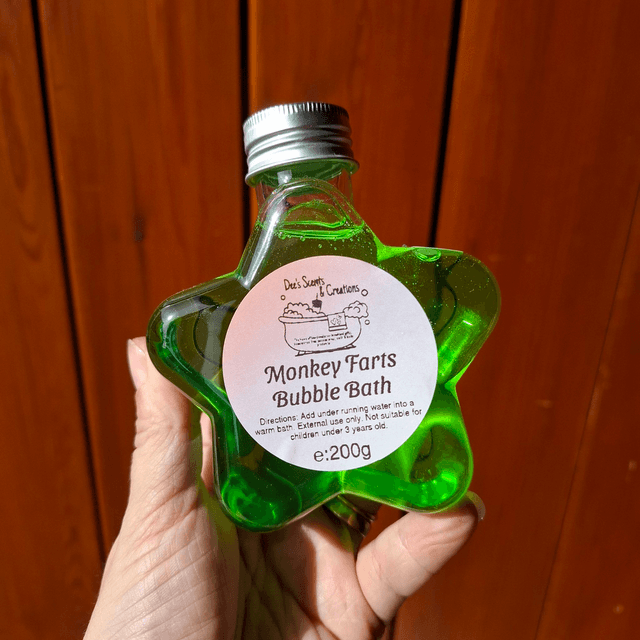 Dee's Scents
& Creations
Monkey Farts
Bubble Bath
Directions: Add under running water into a
warm bath. External use only. Not suitable for
children under 3 years old.
e:200g